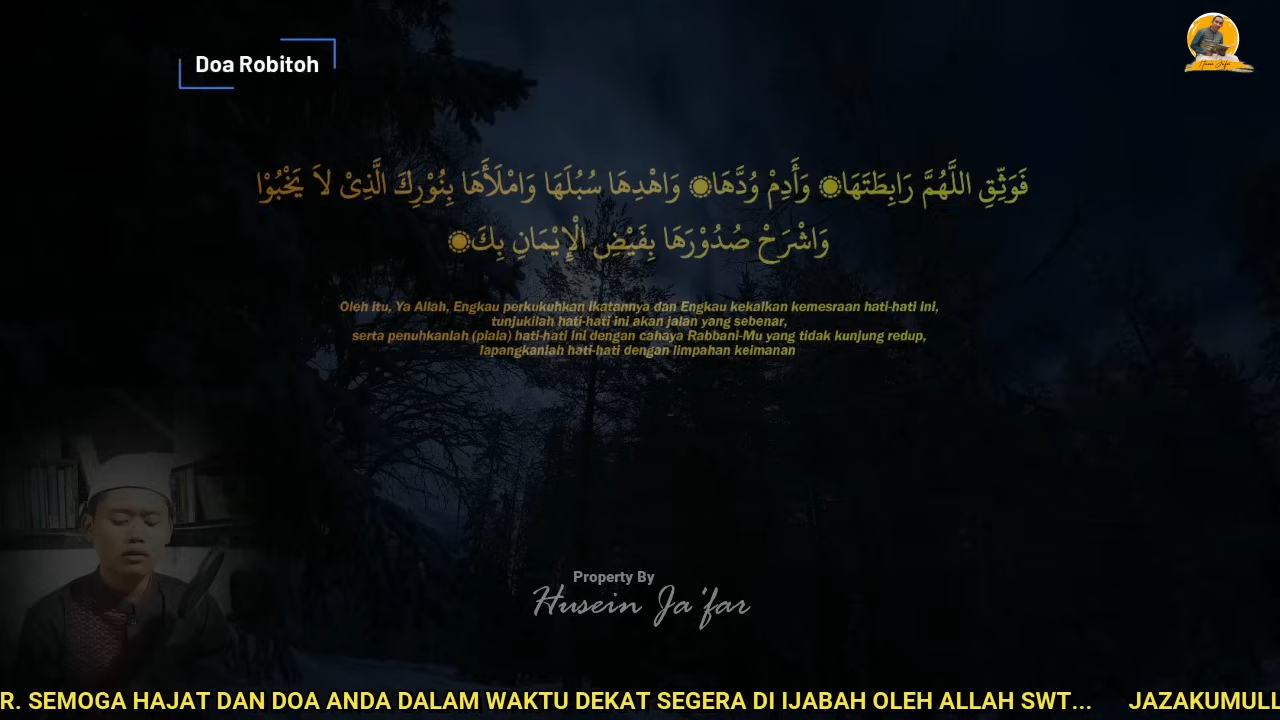 Doa Robitoh
فَوَثِّقِ اللَّهُمَّ رَابِطَتَهَا۝ وَأَدِمْ وُدَّهَا۝ وَاهْدِهَا سُبُلَهَا وَامْلَأْهَا بِنُوْرِكَ الَّذِىْ لاَ يَخْبُوْا
وَاشْرَحْ صُدُوْرَهَا بِفَيْضِ الْإِيْمَانِ بِكَ۝
Oleh itu, Ya Allah, Engkau perkukuhkan ikatannya dan Engkau kekalkan kemesraan hati-hati ini,
tunjukilah hati-hati ini akan jalan yang sebenar,
serta penuhkanlah (piala) hati-hati ini dengan cahaya Rabbani-Mu yang tidak kunjung redup,
lapangkanlah hati-hati dengan limpahan keimanan
Property By
Husein Ja'far
R. SEMOGA HAJAT DAN DOA ANDA DALAM WAKTU DEKAT SEGERA DI IJABAH OLEH ALLAH SWT... JAZAKUMULL